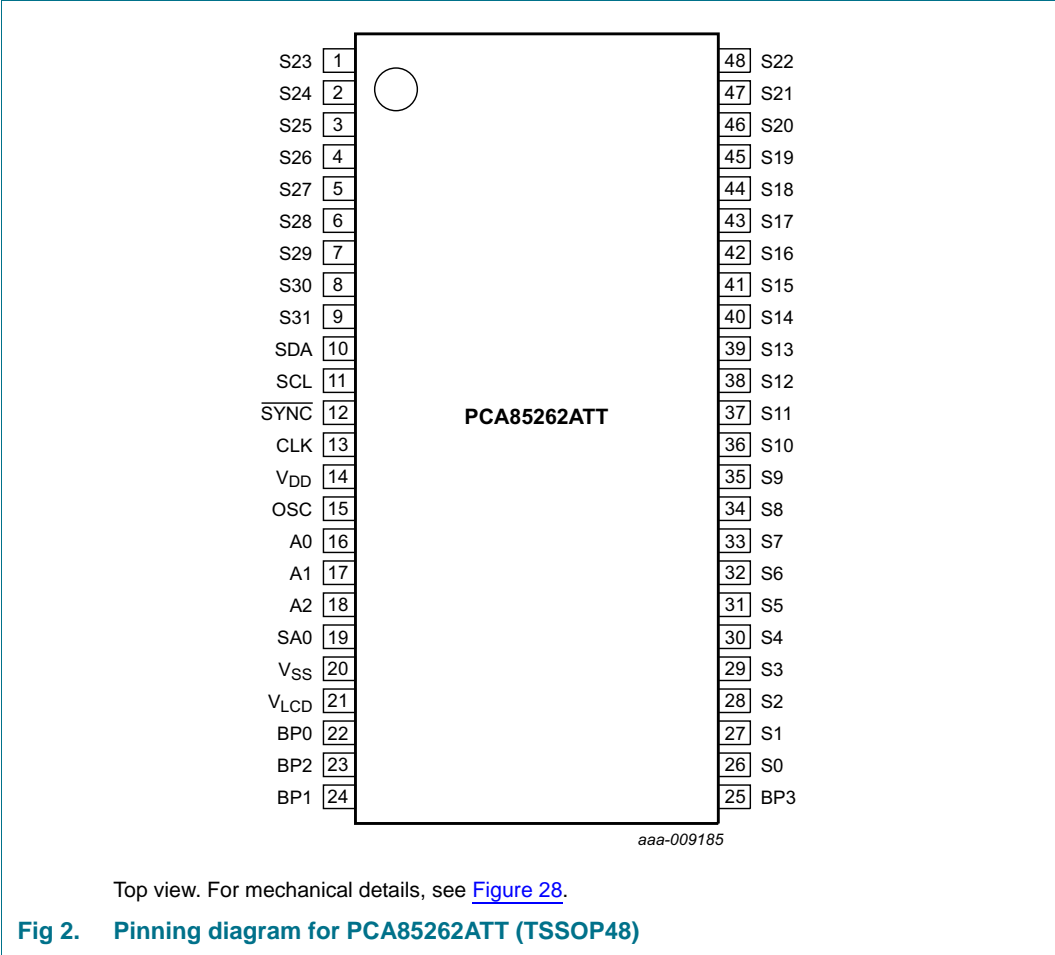 S23 1 48 S22
S24 2 47 S21
S25 3 46 S20
S26 4 45 S19
S27 5 44 S18
S28 6 43 S17
S29 7 42 S16
S30 8 41 S15
S31 9 40 S14
SDA 10 39 S13
SCL 11 38 S12
SYNC 12 PCA85262ATT 37 S11
CLK 13 36 S10
VDD 14 35 S9
OSC 15 34 S8
A0 16 33 S7
A1 17 32 S6
A2 18 31 S5
SA0 19 30 S4
VSS 20 29 S3
VLCD 21 28 S2
BP0 22 27 S1
BP2 23 26 S0
BP1 24 25 BP3
aaa-009185
Top view. For mechanical details, see Figure 28.
Fig 2. Pinning diagram for PCA85262ATT (TSSOP48)